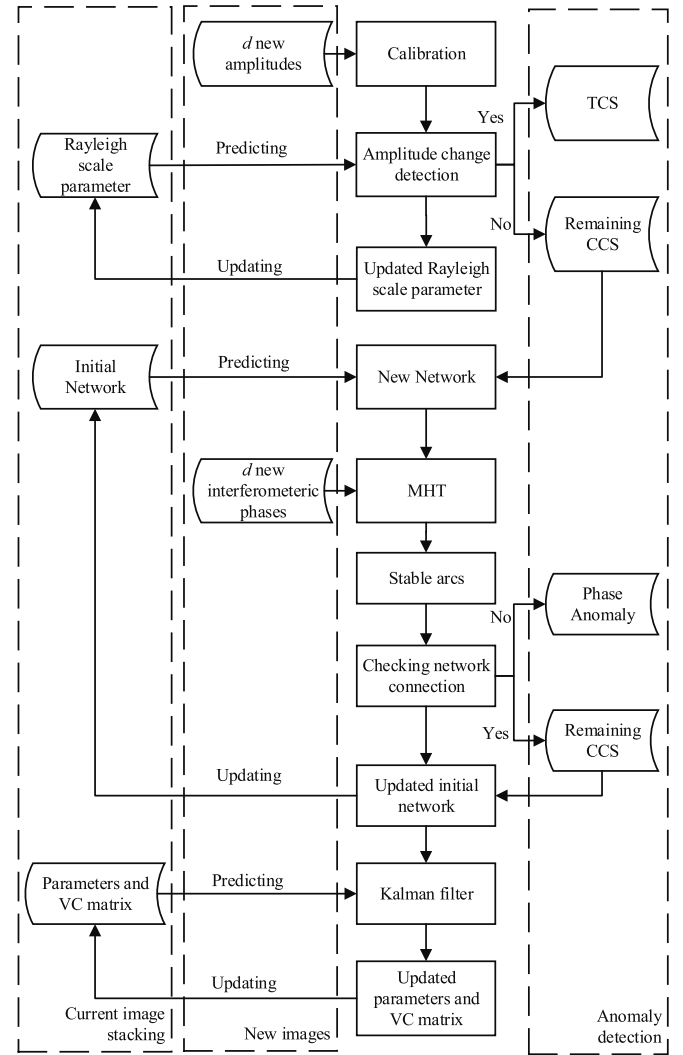 d new
amplitudes
Calibration
Yes
TCS
Rayleigh
scale
parameter
Predicting
Amplitude change
detection
No
Remaining
CCS
Updating
Updated Rayleigh
scale parameter
Initial
Network
Predicting
New Network
d new
interferometeric
phases
MHT
Stable arcs
No
Phase
Anomaly
Checking network
connection
Yes
Remaining
CCS
Updating
Updated initial
network
Parameters and
VC matrix
Predicting
Kalman filter
Updating
Updated
parameters and
VC matrix
Current image
stacking
New images
Anomaly
detection